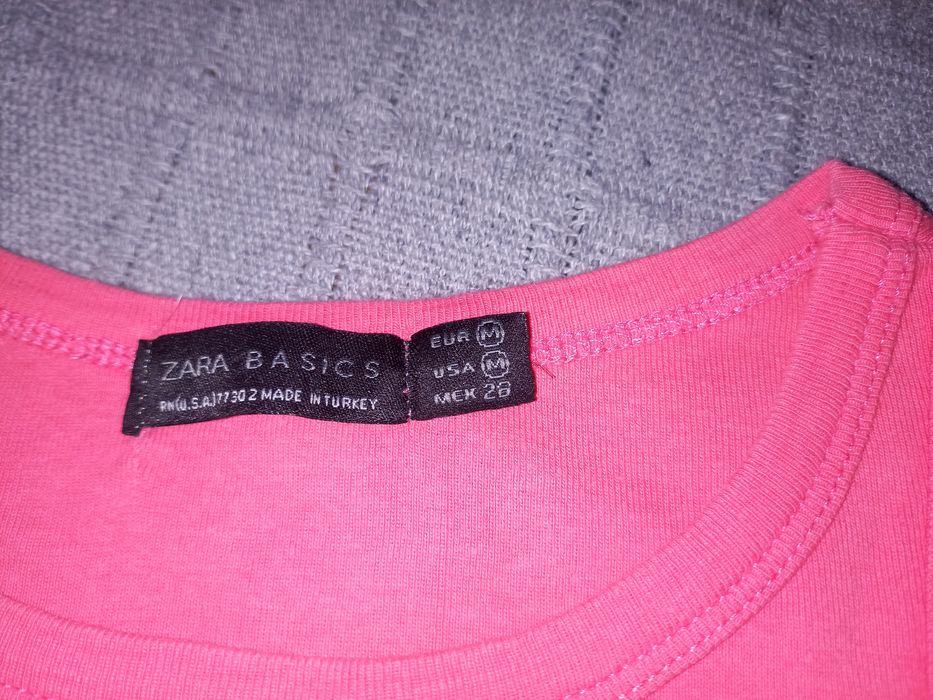 ZARA BASICS
RN(U.S.A.)77302 MADE IN TURKEY
EUR M
USA M
MEX 28